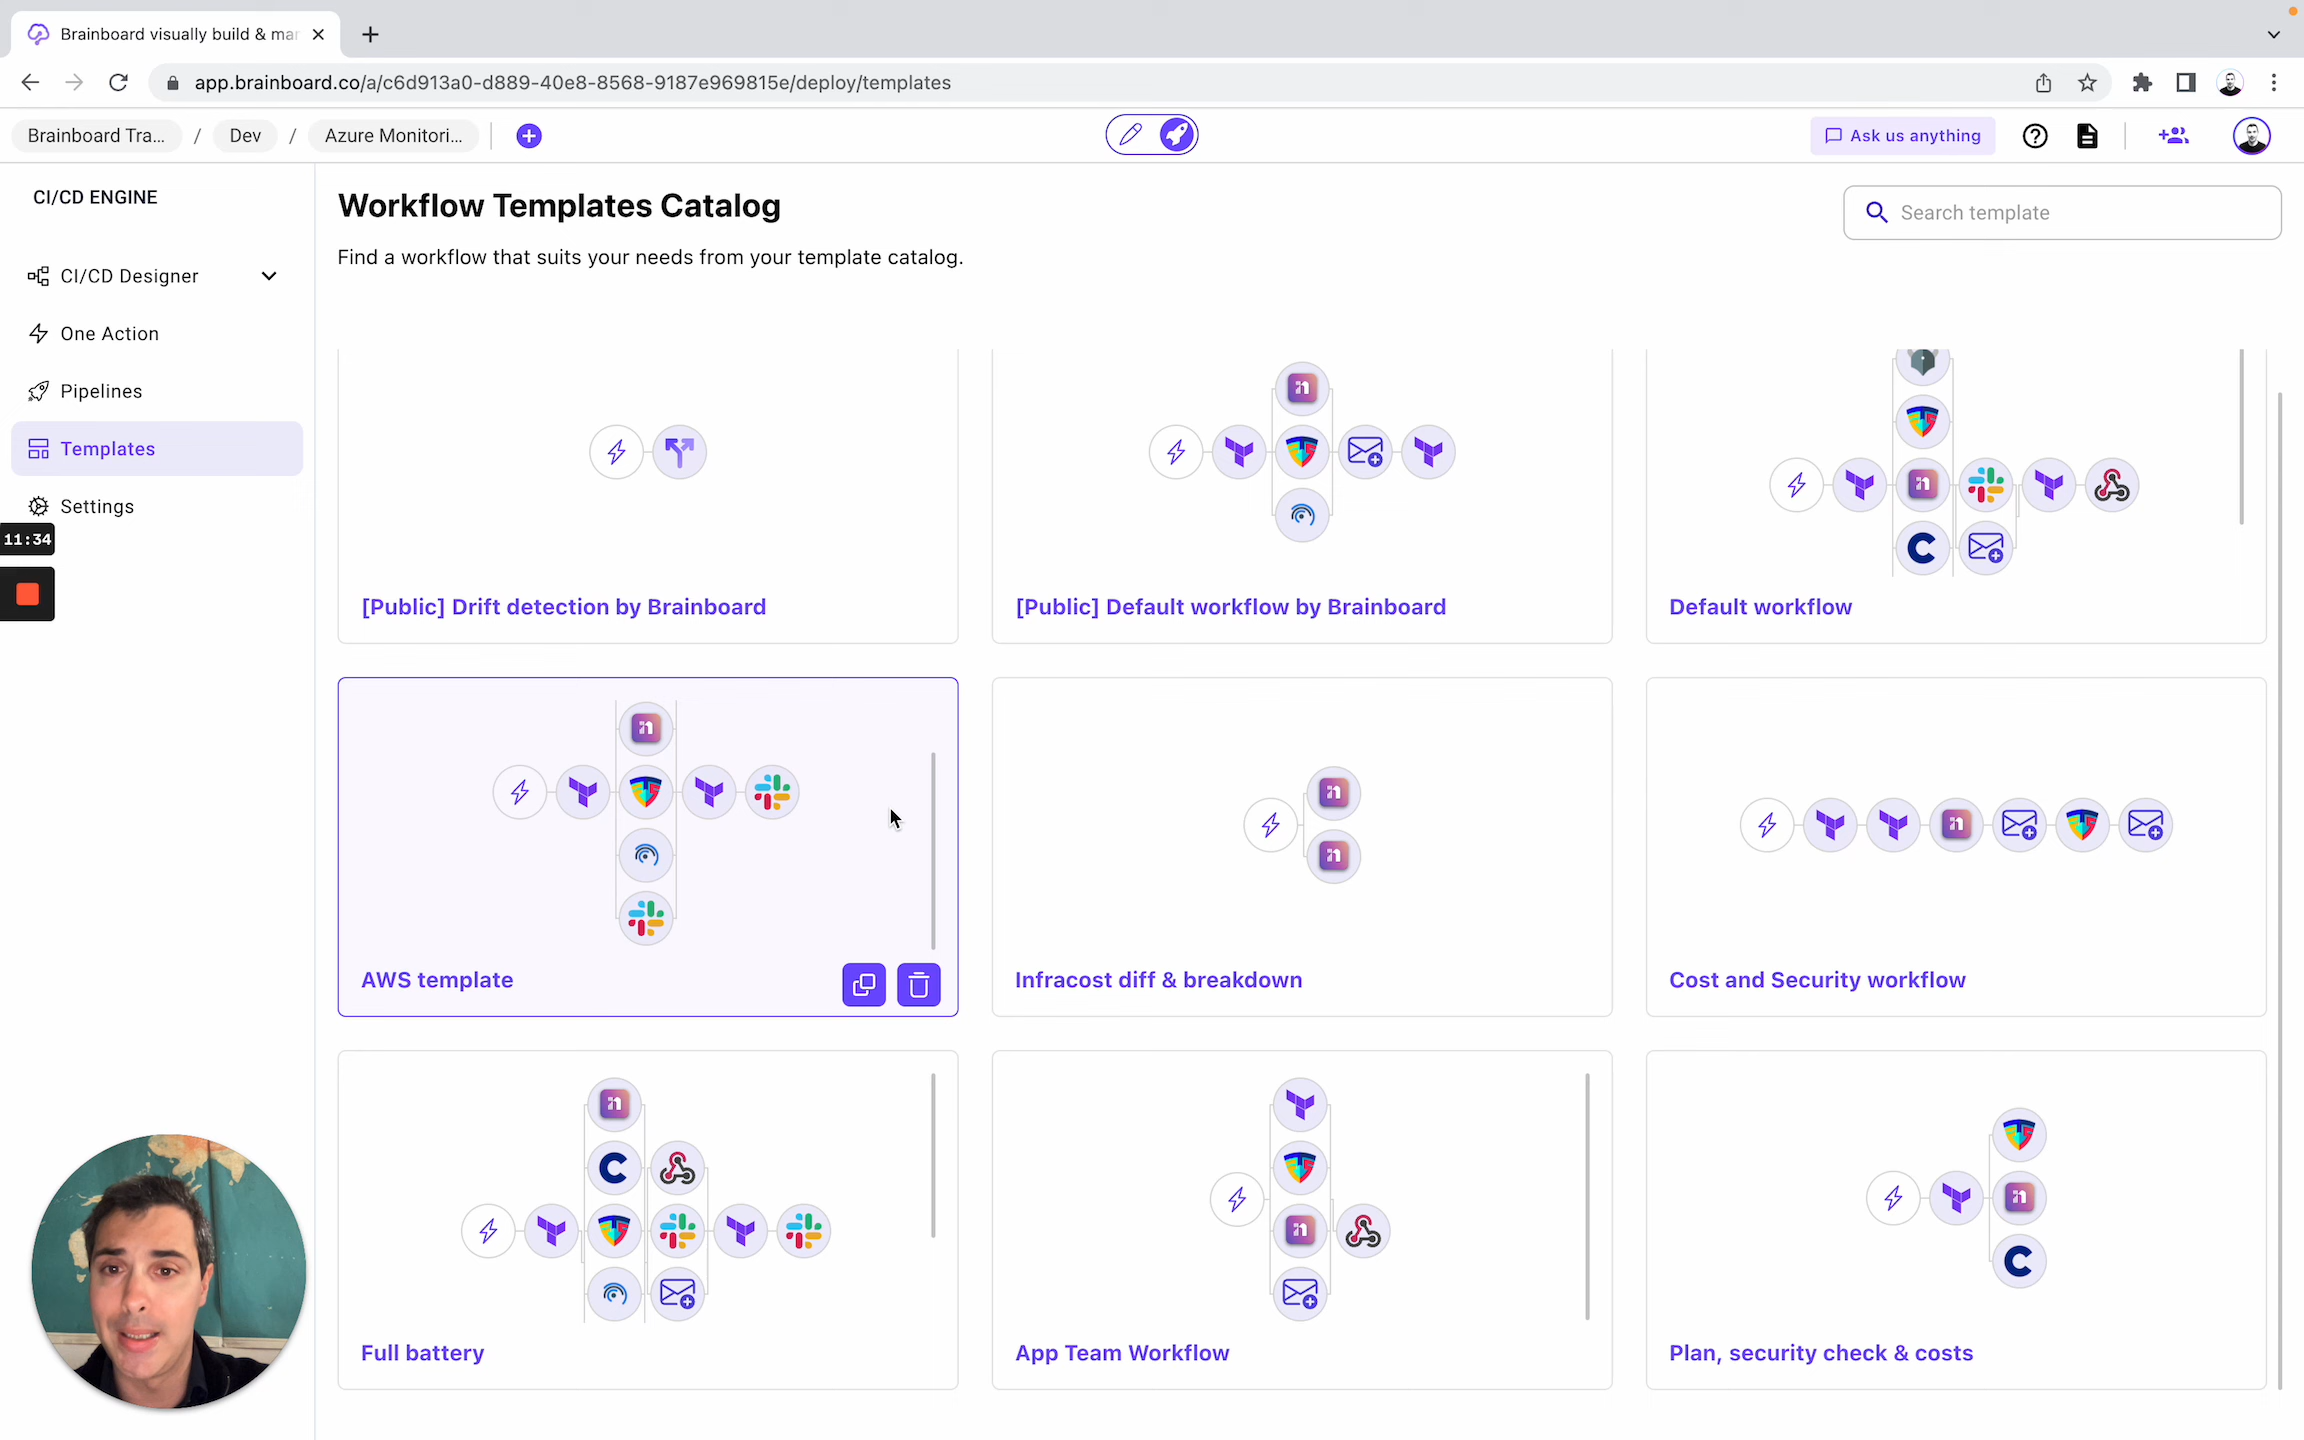 Brainboard visually build & mar
app.brainboard.co/a/c6d913a0-d889-40e8-8568-9187e969815e/deploy/templates
Brainboard Tra... / Dev / Azure Monitori...
Ask us anything
CI/CD ENGINE
CI/CD Designer
One Action
Pipelines
Templates
Settings
11:34
Workflow Templates Catalog
Search template
Find a workflow that suits your needs from your template catalog.
[Public] Drift detection by Brainboard
[Public] Default workflow by Brainboard
Default workflow
AWS template
Infracost diff & breakdown
Cost and Security workflow
Full battery
App Team Workflow
Plan, security check & costs